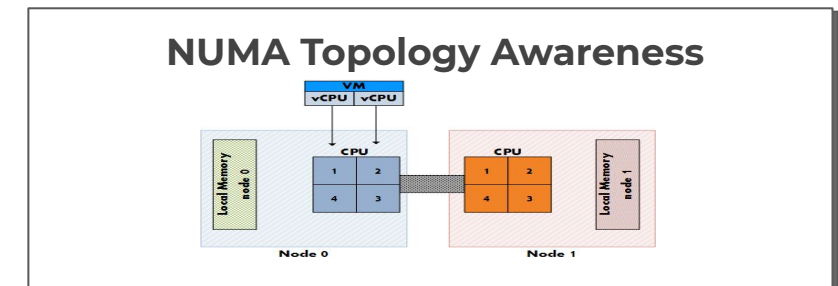 NUMA Topology Awareness
VM
vCPU vCPU
CPU
1 2
4 3
Local Memory
node 0
Node 0
CPU
1 2
4 3
Local Memory
node 1
Node 1